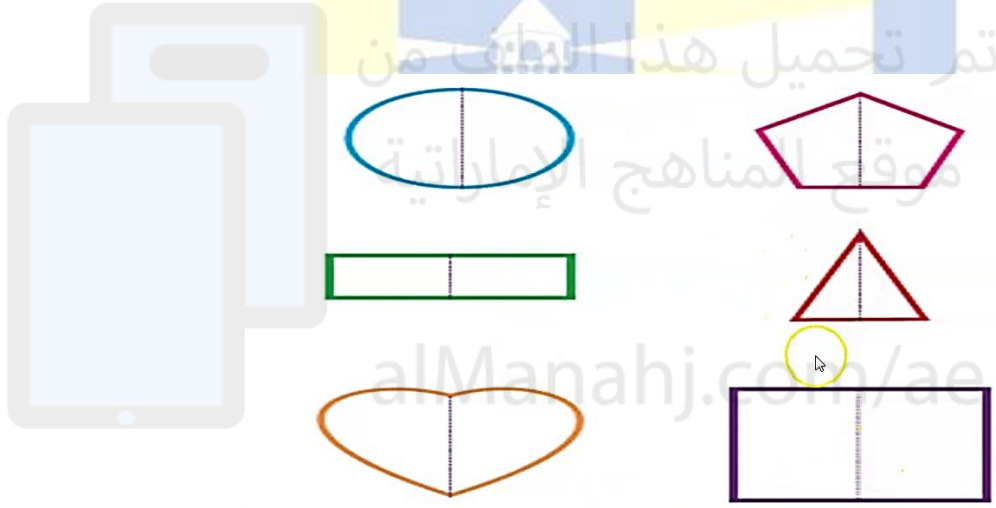 تم تحميل هذا الملف من
موقع المناهج الإماراتية
alManahj.com/ae